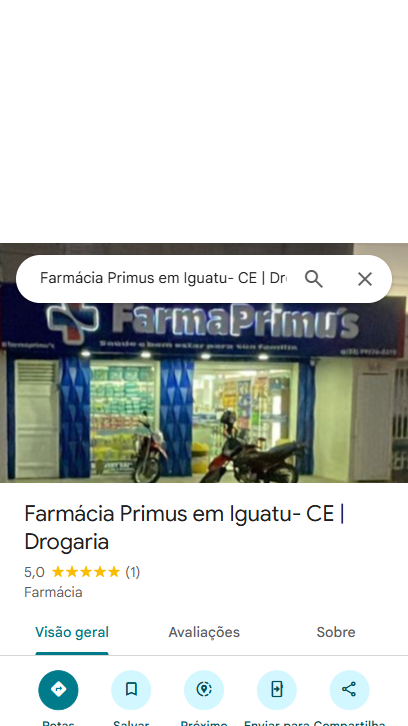 Farmácia Primus em Iguatu- CE | Dr
FarmaPrimu's
Saúde e bem estar para sua família
Farmácia Primus em Iguatu- CE |
Drogaria
5,0 ★★★★★ (1)
Farmácia
Visão geral Avaliações Sobre
Rotas Salvar Próximo Enviar para Compartilha